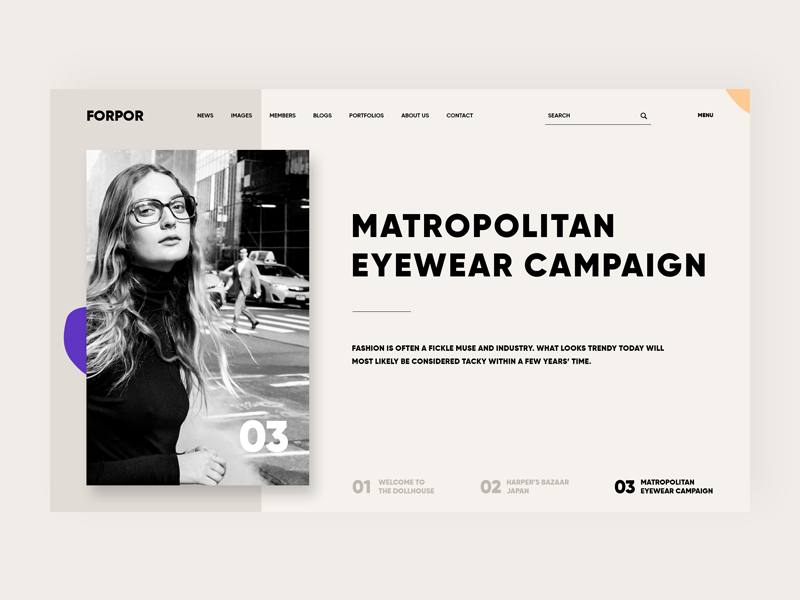 FORPOR
NEWS
IMAGES
MEMBERS
BLOGS
PORTFOLIOS
ABOUT US
CONTACT
SEARCH
MENU
MATROPOLITAN
EYEWEAR CAMPAIGN
FASHION IS OFTEN A FICKLE MUSE AND INDUSTRY. WHAT LOOKS TRENDY TODAY WILL
MOST LIKELY BE CONSIDERED TACKY WITHIN A FEW YEARS' TIME.
03
01
WELCOME TO
THE DOLLHOUSE
02
HARPER'S BAZAAR
JAPAN
03
MATROPOLITAN
EYEWEAR CAMPAIGN